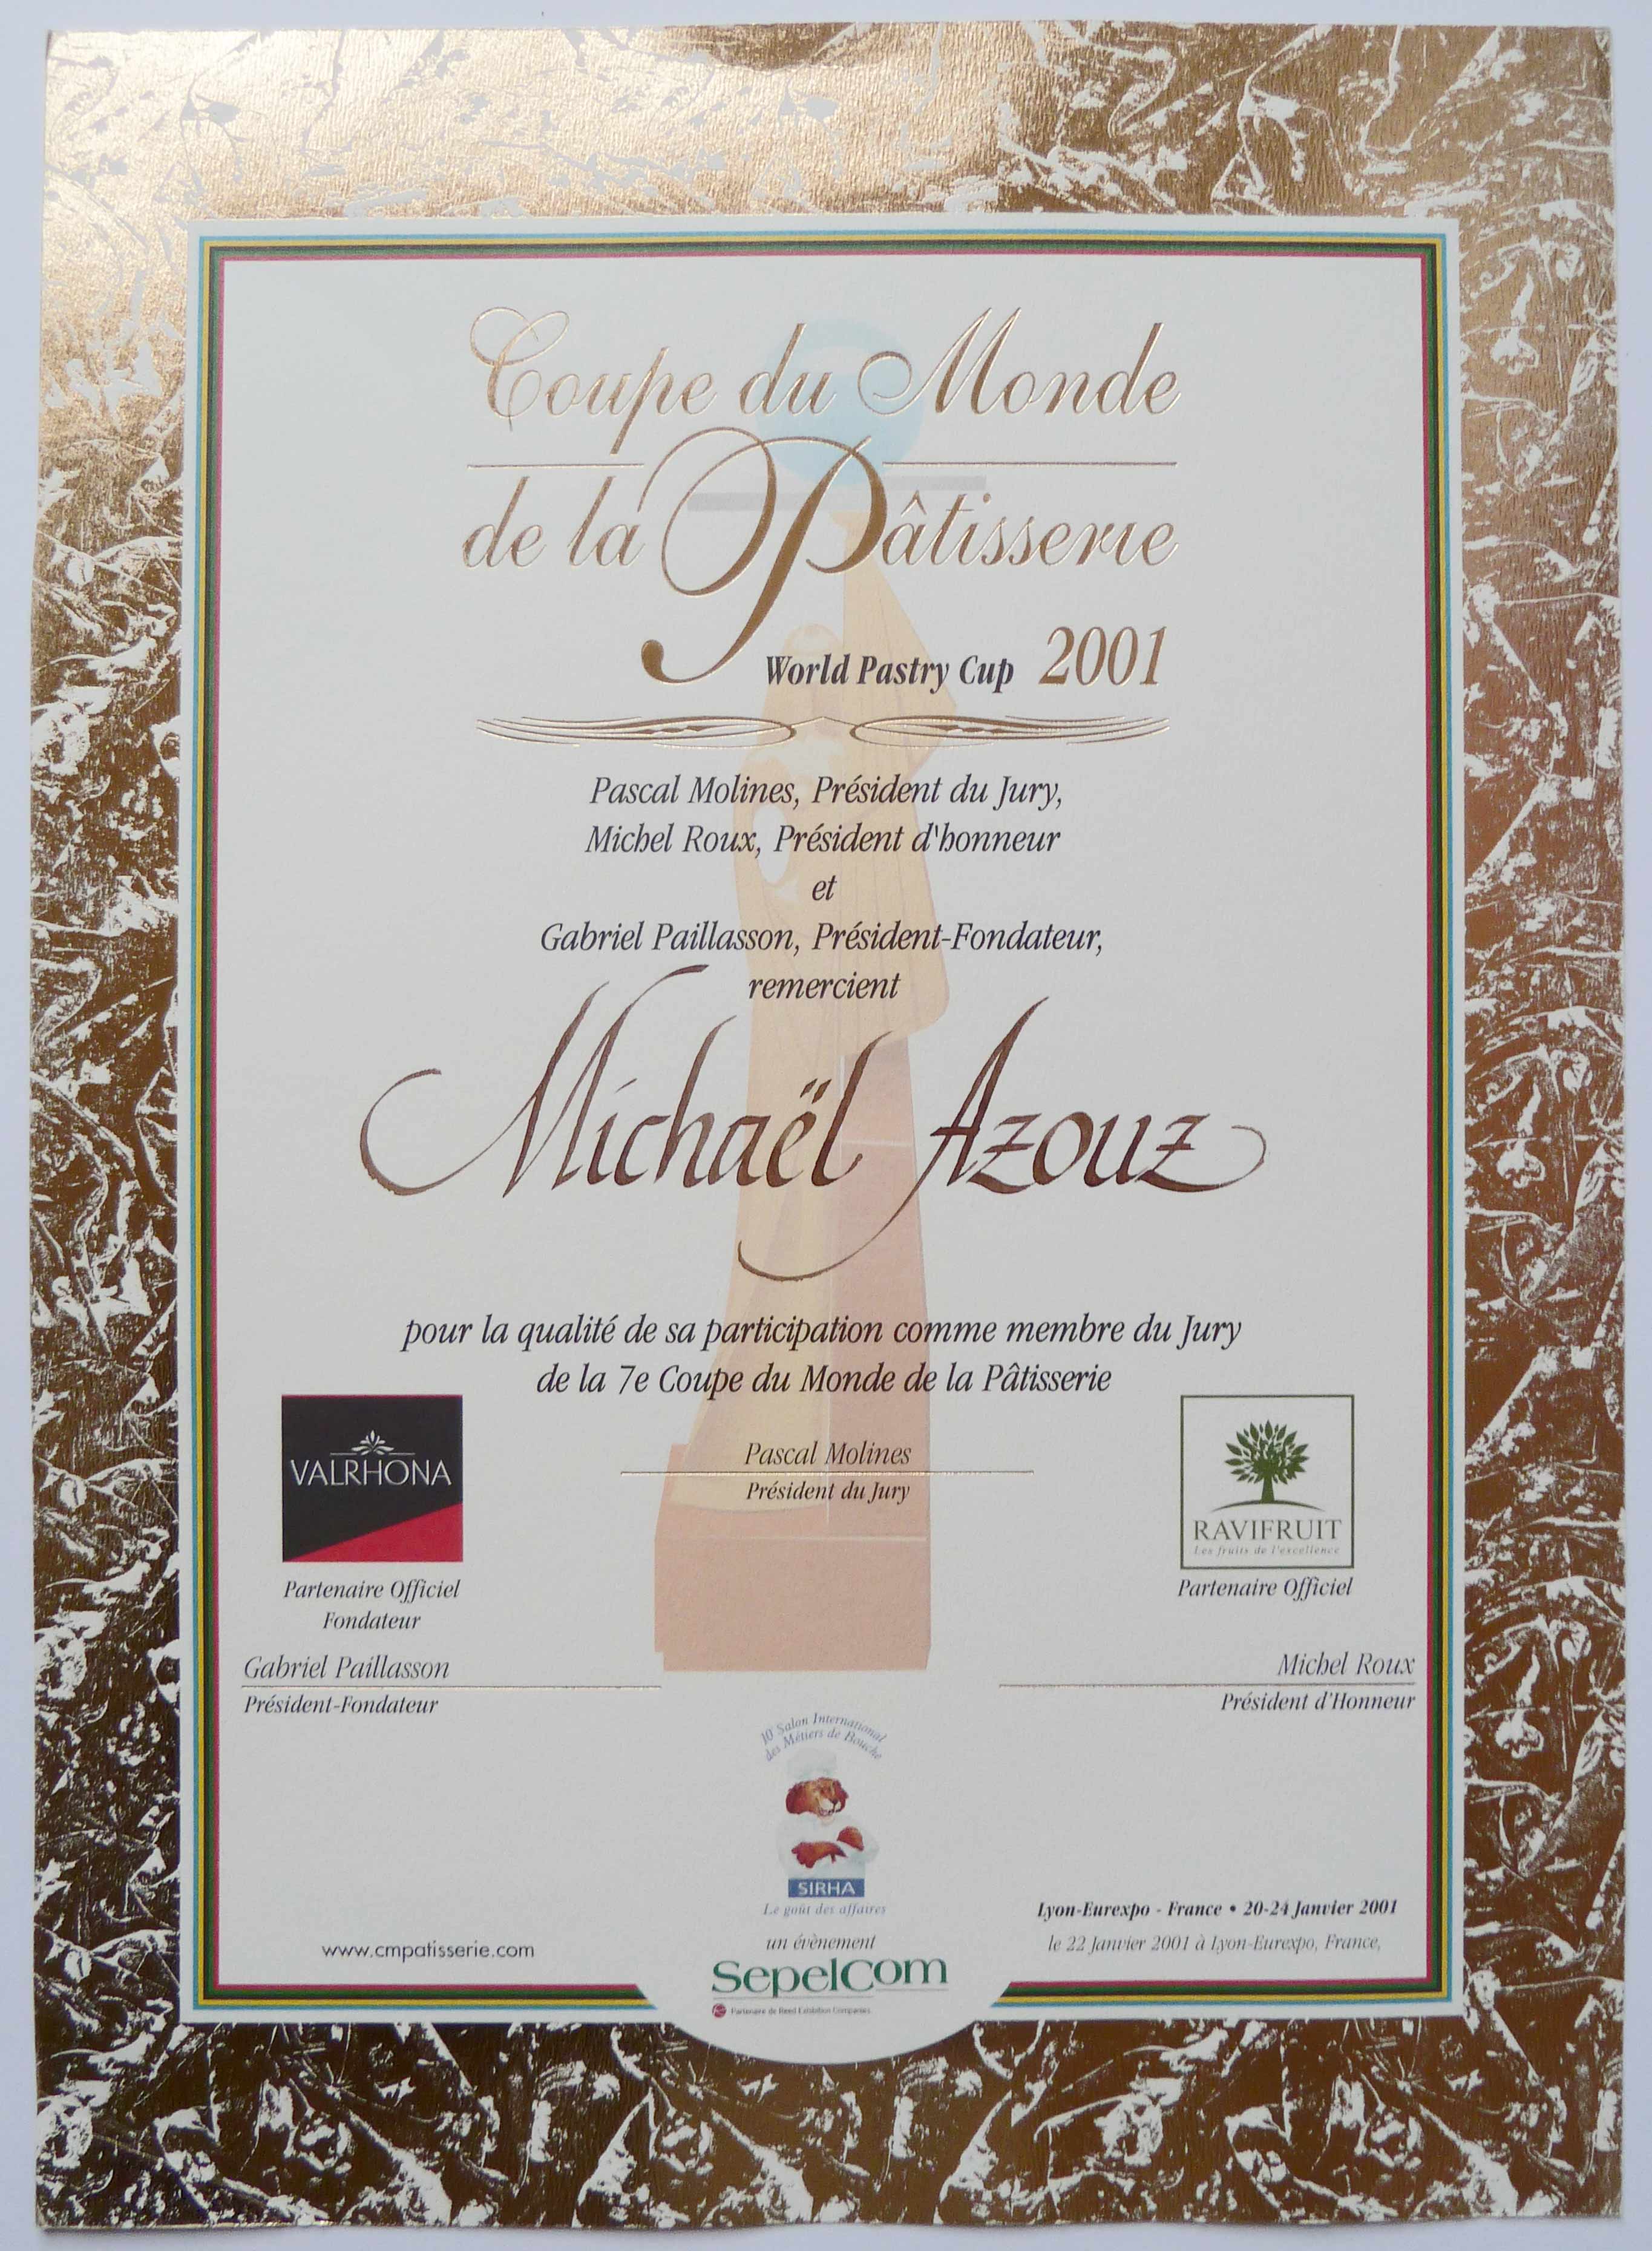 Coupe du Monde
de la Pâtisserie
World Pastry Cup 2001
Pascal Molines, Président du Jury,
Michel Roux, Président d'honneur
et
Gabriel Paillasson, Président-Fondateur,
remercient
Michaël Azouz
pour la qualité de sa participation comme membre du Jury
de la 7e Coupe du Monde de la Pâtisserie
Pascal Molines
Président du Jury
VALRHONA
Partenaire Officiel
Fondateur
RAVIFRUIT
Les fruits de l'excellence
Partenaire Officiel
Gabriel Paillasson
Président-Fondateur
Michel Roux
Président d'Honneur
10e Salon International
des Métiers de Bouche
SIRHA
Le goût des affaires
un évènement
SepelCom
Partenaire de Reed Exhibition Companies
www.cmpatisserie.com
Lyon-Eurexpo - France • 20-24 Janvier 2001
le 22 Janvier 2001 à Lyon-Eurexpo, France,